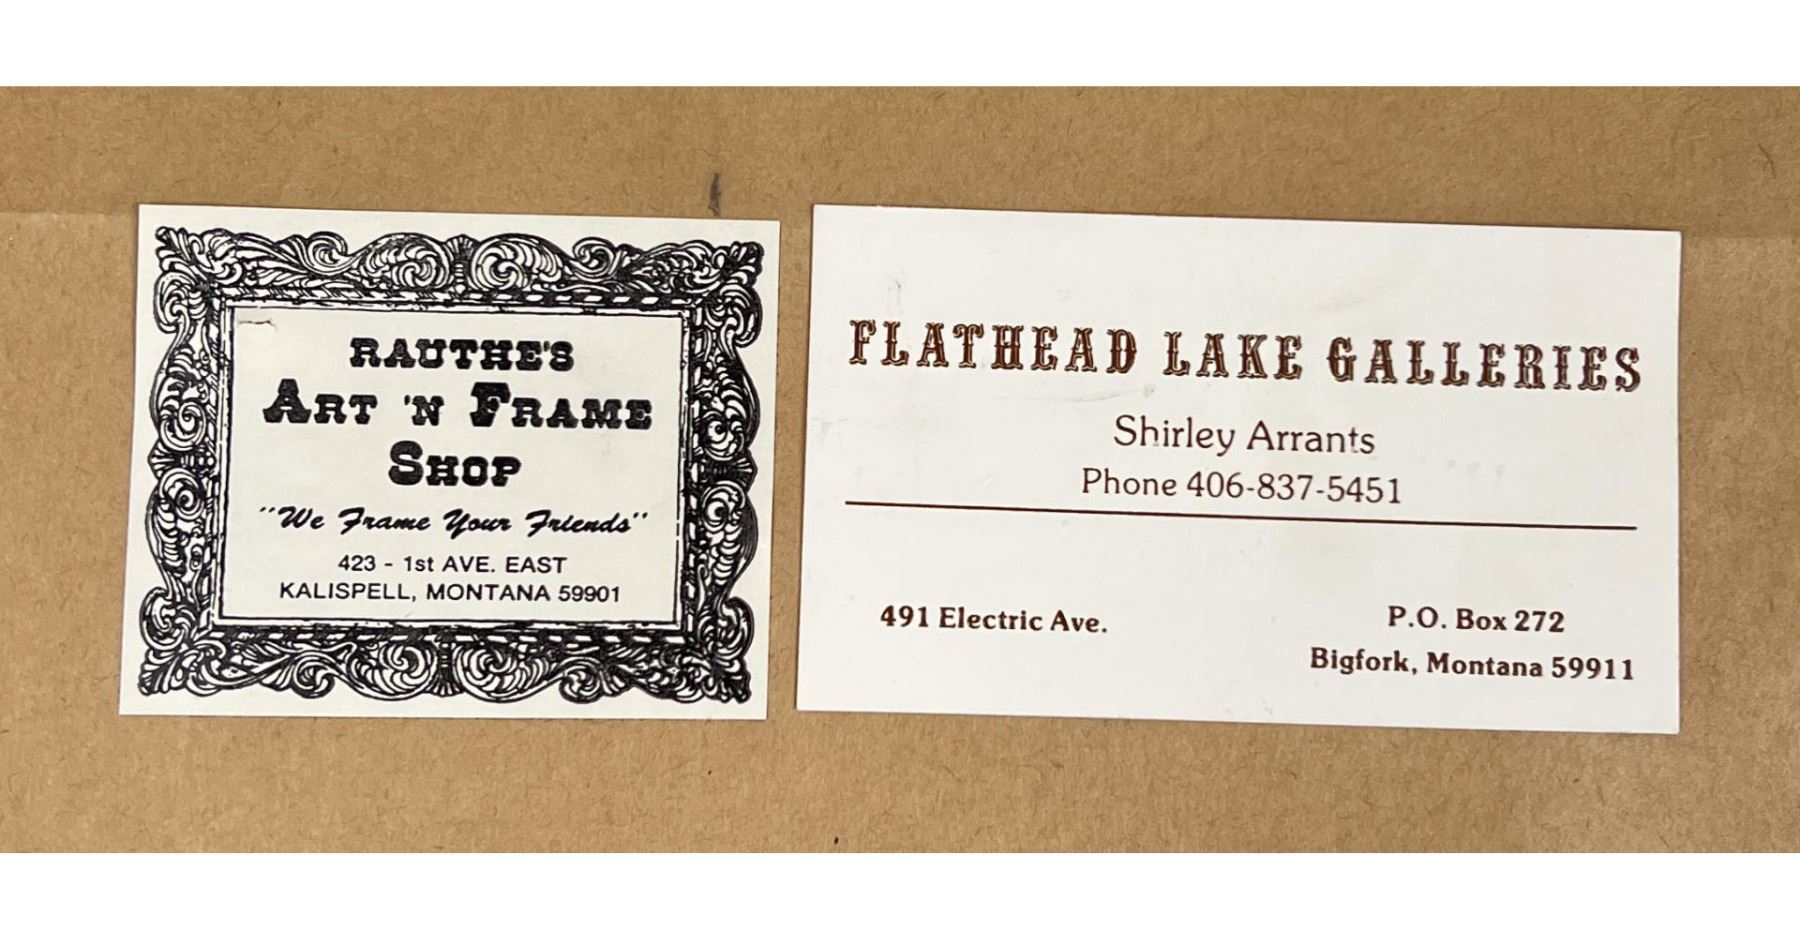 RAUTHE'S
ART 'N FRAME
SHOP
"We Frame Your Friends"
423 - 1st AVE. EAST
KALISPELL, MONTANA 59901
FLATHEAD LAKE GALLERIES
Shirley Arrants
Phone 406-837-5451
491 Electric Ave.
P.O. Box 272
Bigfork, Montana 59911